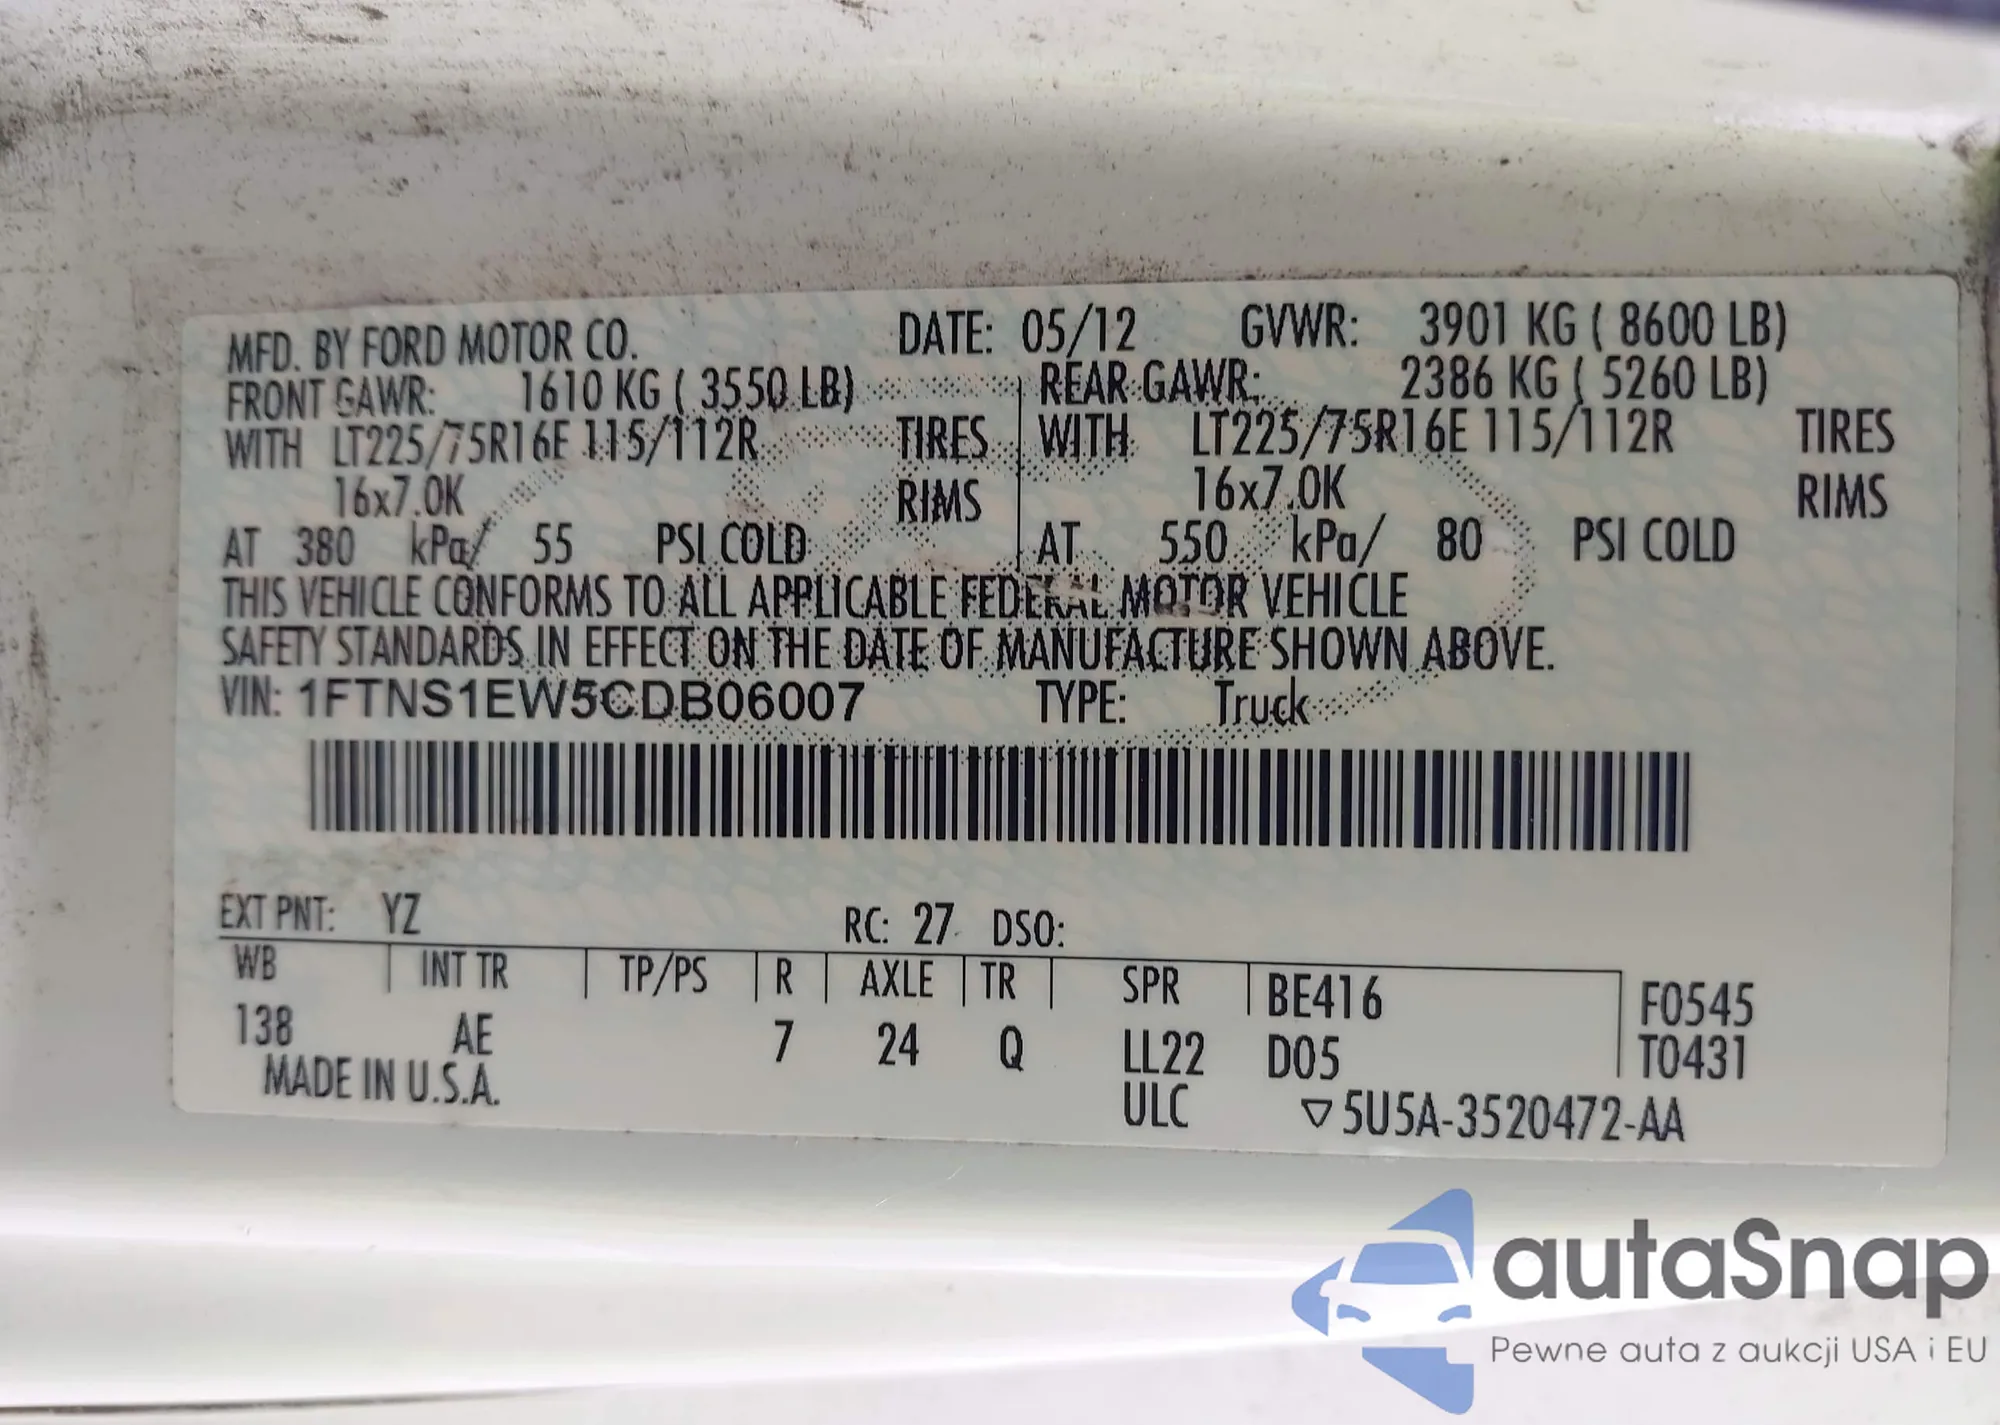 MFD. BY FORD MOTOR CO. DATE: 05/12 GVWR: 3901 KG ( 8600 LB)
FRONT GAWR: 1610 KG ( 3550 LB) REAR GAWR: 2386 KG ( 5260 LB)
WITH LT225/75R16E 115/112R TIRES WITH LT225/75R16E 115/112R TIRES
16x7.0K RIMS 16x7.0K RIMS
AT 380 kPa/ 55 PSI COLD AT 550 kPa/ 80 PSI COLD
THIS VEHICLE CONFORMS TO ALL APPLICABLE FEDERAL MOTOR VEHICLE
SAFETY STANDARDS IN EFFECT ON THE DATE OF MANUFACTURE SHOWN ABOVE.
VIN: 1FTNS1EW5CDB06007 TYPE: Truck
EXT PNT: YZ RC: 27 DSO:
WB INT TR TP/PS R AXLE TR SPR BE416 F0545
138 AE 7 24 Q LL22 D05 T0431
MADE IN U.S.A. ULC ▽5U5A-3520472-AA
autaSnap
Pewne auta z aukcji USA i EU